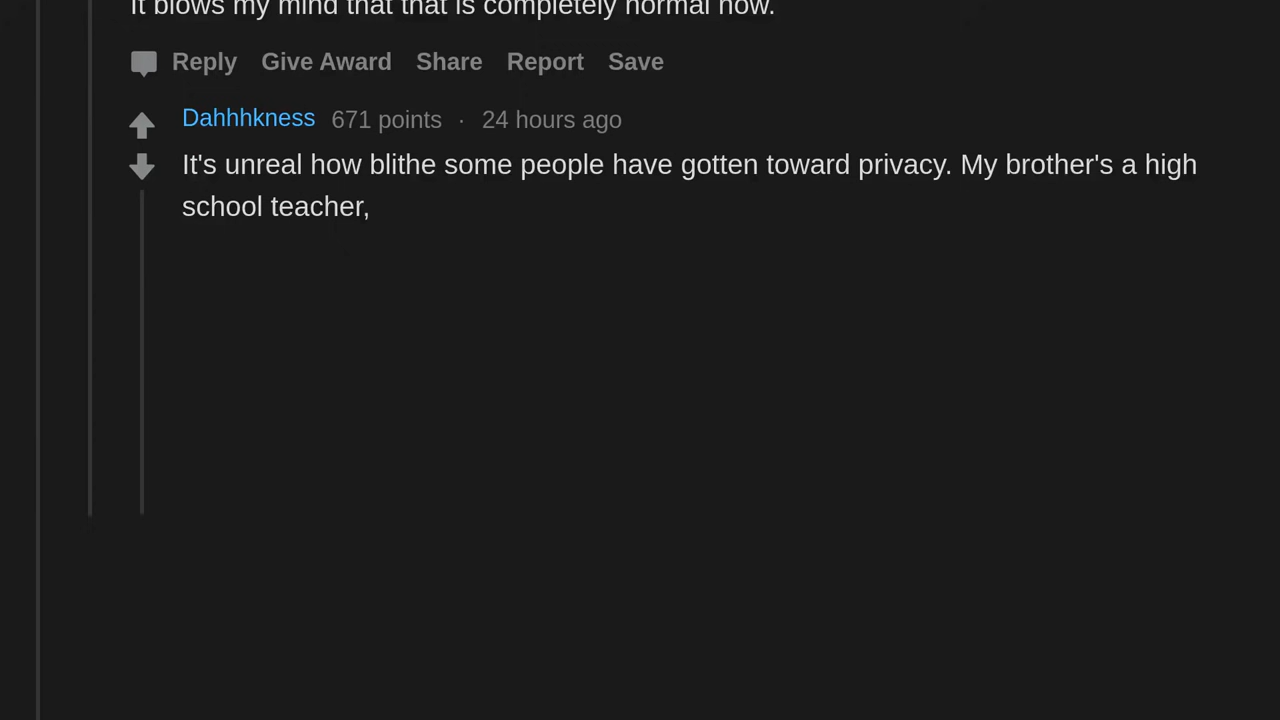 It blows my mind that that is completely normal now.
Reply Give Award Share Report Save
Dahhhkness 671 points · 24 hours ago
It's unreal how blithe some people have gotten toward privacy. My brother's a high
school teacher,